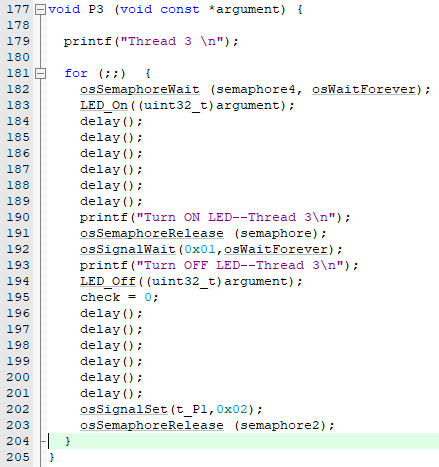 177 void P3 (void const *argument) {
178
179 printf("Thread 3 \n");
180
181 for (;;) {
182 osSemaphoreWait (semaphore4, osWaitForever);
183 LED_On((uint32_t)argument);
184 delay();
185 delay();
186 delay();
187 delay();
188 delay();
189 delay();
190 printf("Turn ON LED--Thread 3\n");
191 osSemaphoreRelease (semaphore);
192 osSignalWait(0x01,osWaitForever);
193 printf("Turn OFF LED--Thread 3\n");
194 LED_Off((uint32_t)argument);
195 check = 0;
196 delay();
197 delay();
198 delay();
199 delay();
200 delay();
201 delay();
202 osSignalSet(t_P1,0x02);
203 osSemaphoreRelease (semaphore2);
204 }
205 }